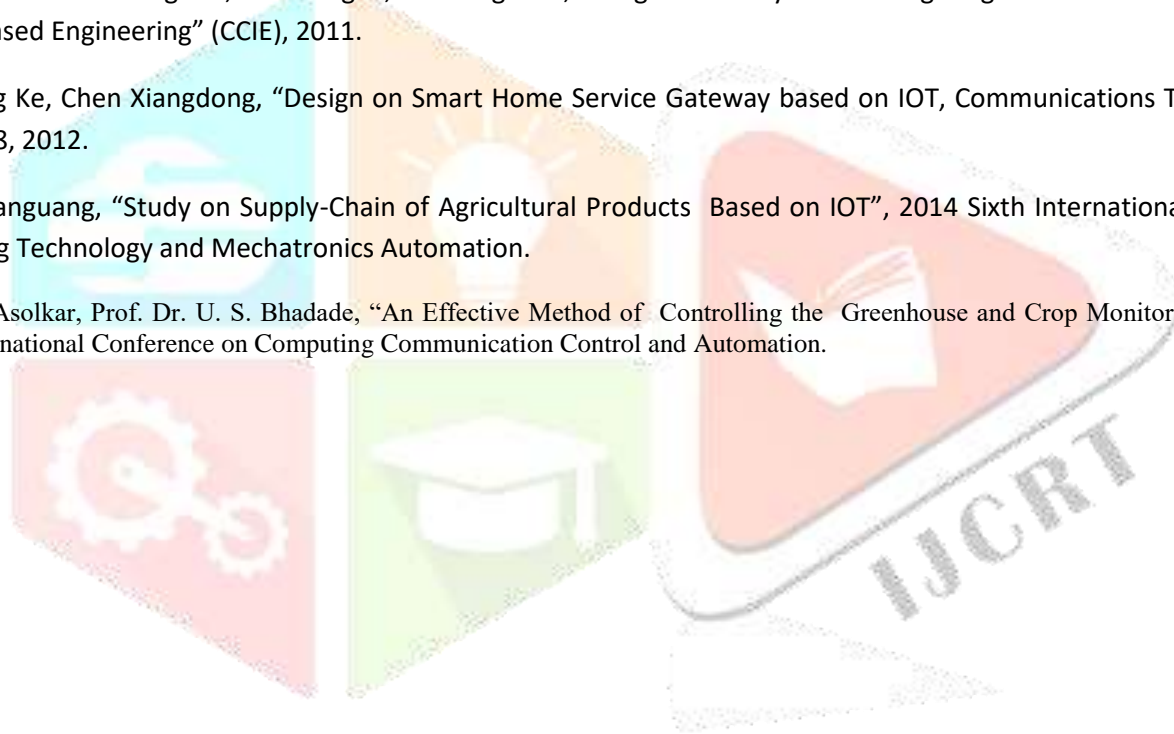 ased Engineering” (CCIE), 2011.
g Ke, Chen Xiangdong, “Design on Smart Home Service Gateway based on IOT, Communications T
2012.
anguang, “Study on Supply-Chain of Agricultural Products Based on IOT”, 2014 Sixth Internationa
g Technology and Mechatronics Automation.
Asolkar, Prof. Dr. U. S. Bhadade, “An Effective Method of Controlling the Greenhouse and Crop Monitor
national Conference on Computing Communication Control and Automation.
IJCRT